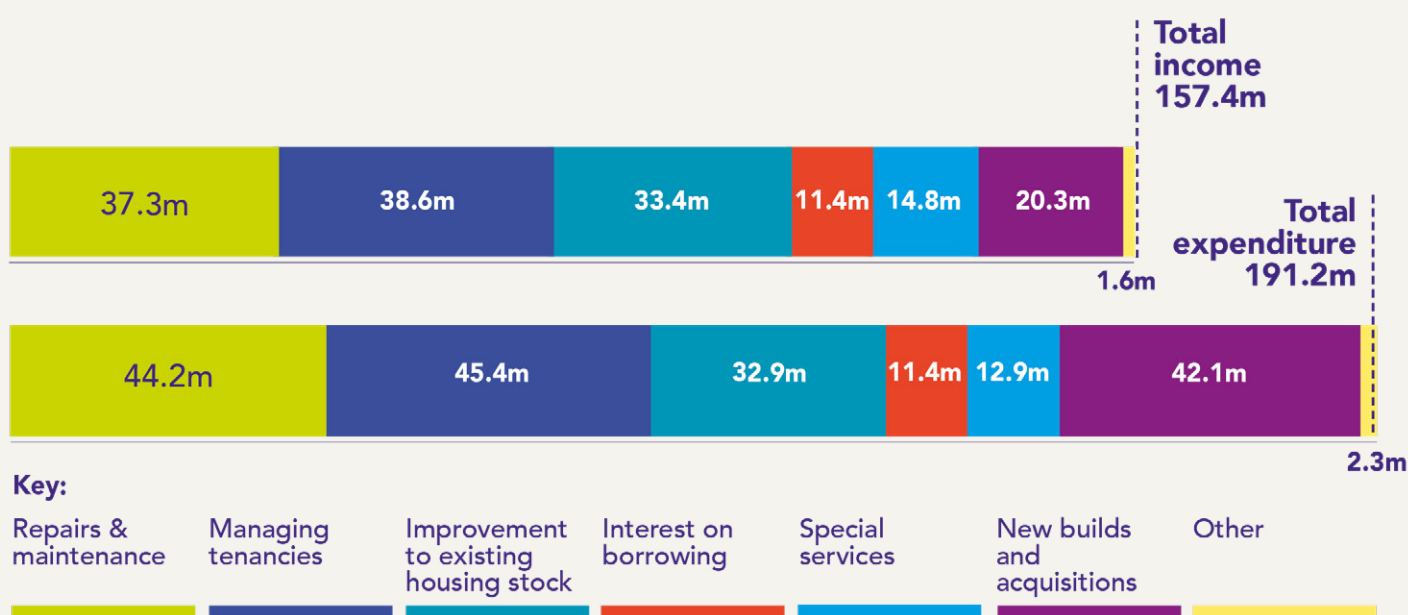 Total
income
157.4m
37.3m
38.6m
33.4m
11.4m
14.8m
20.3m
1.6m
Total
expenditure
191.2m
44.2m
45.4m
32.9m
11.4m
12.9m
42.1m
2.3m
Key:
Repairs &
maintenance
Managing
tenancies
Improvement
to existing
housing stock
Interest on
borrowing
Special
services
New builds
and
acquisitions
Other